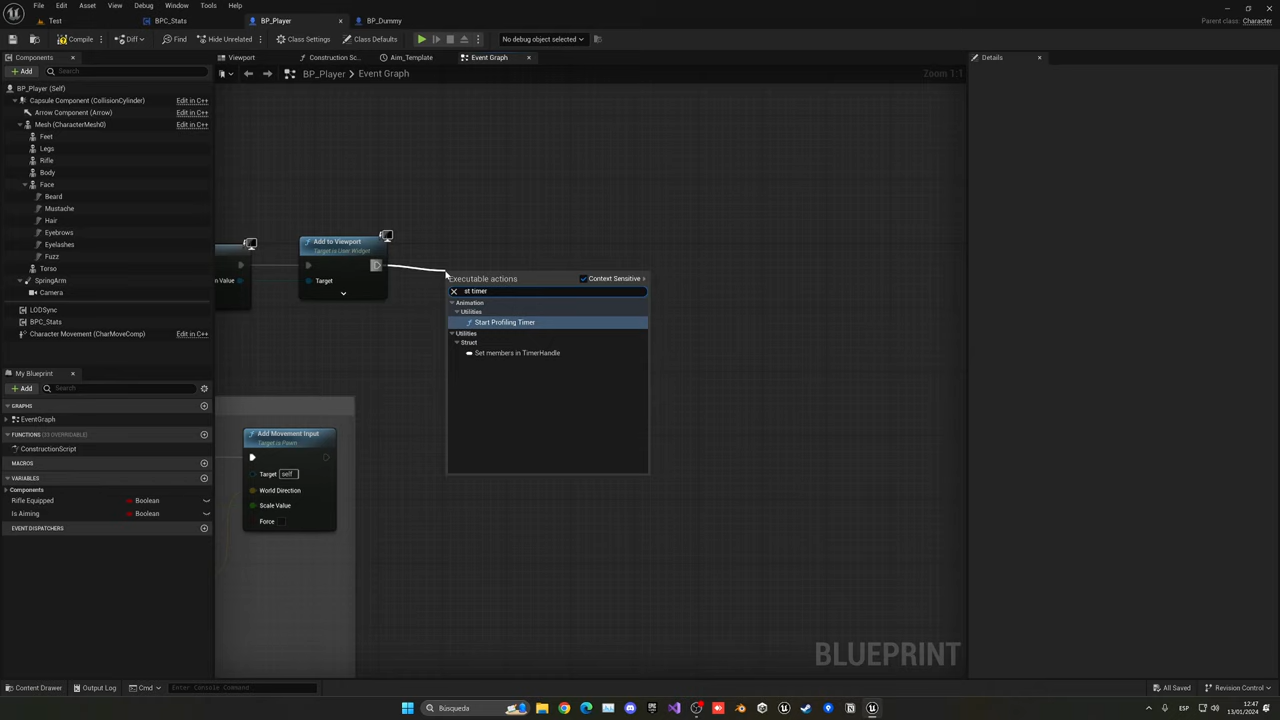 File Edit Asset View Debug Window Tools Help
Test BPC_Stats BP_Player BP_Dummy Parent class: Character
Compile Diff Find Hide Unrelated Class Settings Class Defaults No debug object selected
Components Viewport Construction Sc... Aim_Template Event Graph Details
Add Search BP_Player > Event Graph Zoom 1:1
BP_Player (Self)
Capsule Component (CollisionCylinder) Edit in C++
Arrow Component (Arrow) Edit in C++
Mesh (CharacterMesh0) Edit in C++
Feet
Legs
Rifle
Body
Face
Beard
Mustache
Hair
Eyebrows
Eyelashes
Fuzz
Torso
SpringArm
Camera
LODSync
BPC_Stats
Character Movement (CharMoveComp) Edit in C++
My Blueprint
Add Search
GRAPHS
EventGraph
FUNCTIONS (33 OVERRIDABLE)
ConstructionScript
MACROS
VARIABLES
Components
Rifle Equipped Boolean
Is Aiming Boolean
EVENT DISPATCHERS
Add to Viewport
Target is User Widget
n Value Target
Executable actions Context Sensitive
st timer
Animation
Utilities
Start Profiling Timer
Utilities
Struct
Set members in TimerHandle
Add Movement Input
Target is Pawn
Target self
World Direction
Scale Value
Force
BLUEPRINT
Content Drawer Output Log Cmd Enter Console Command All Saved Revision Control
Búsqueda ESP 12:47
13/01/2024